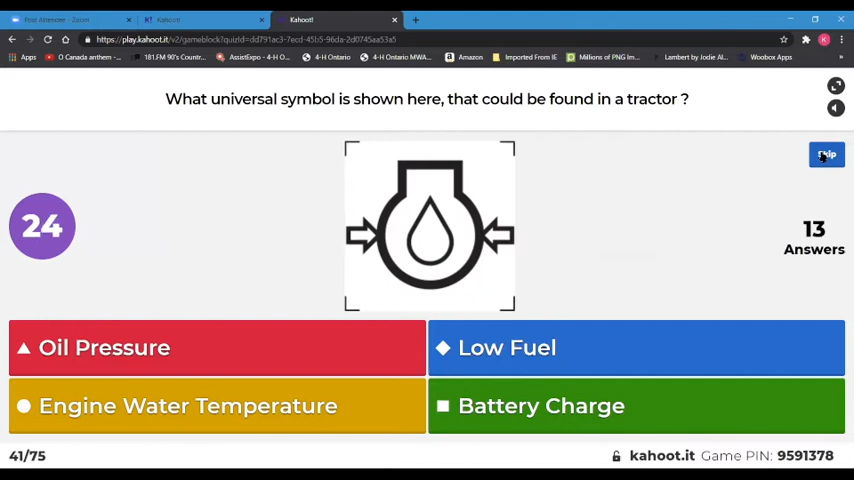 Post Attendee - Zoom
Kahoot!
Kahoot!
https://play.kahoot.it/v2/gameblock?quizId=dd791ac3-7ecd-45b5-96da-2d0745aa53a5
K
Apps
O Canada anthem -...
181.FM 90's Countr...
AssistExpo - 4-H O...
4-H Ontario
4-H Ontario MWA...
Amazon
Imported From IE
Millions of PNG Im...
Lambert by Jodie Al...
Woobox Apps
What universal symbol is shown here, that could be found in a tractor ?
Skip
24
13
Answers
Oil Pressure
Low Fuel
Engine Water Temperature
Battery Charge
41/75
kahoot.it Game PIN: 9591378